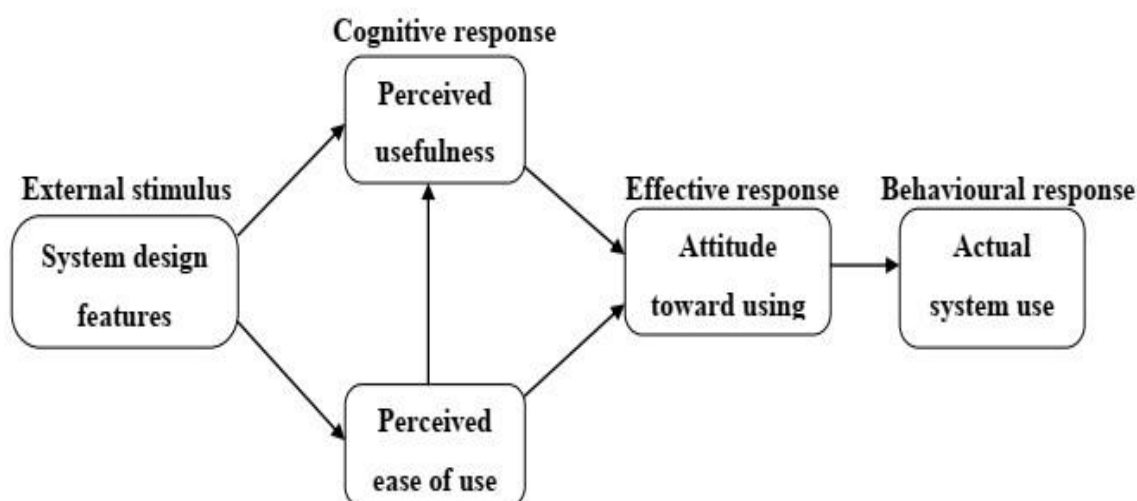 Cognitive response
Perceived
usefulness
External stimulus
System design
features
Perceived
ease of use
Effective response
Attitude
toward using
Behavioural response
Actual
system use